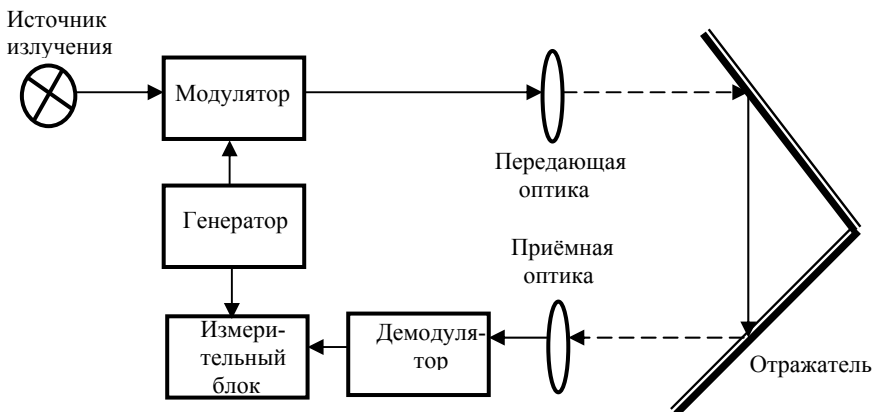 Источник
излучения
Модулятор
Передающая
оптика
Генератор
Приёмная
оптика
Измери-
тельный
блок
Демодуля-
тор
Отражатель